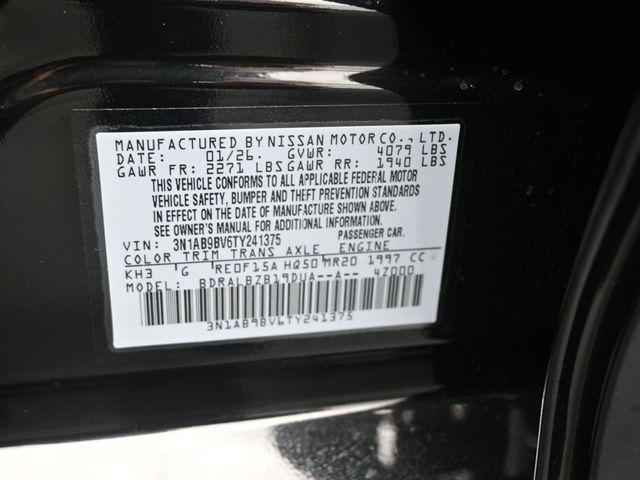 MANUFACTURED BY NISSAN MOTOR CO., LTD.
DATE: 01/26. GVWR: 4079 LBS
GAWR FR: 2271 LBS GAWR RR: 1940 LBS
THIS VEHICLE CONFORMS TO ALL APPLICABLE FEDERAL MOTOR
VEHICLE SAFETY, BUMPER AND THEFT PREVENTION STANDARDS
IN EFFECT ON THE DATE OF MANUFACTURE SHOWN ABOVE.
SEE OWNER'S MANUAL FOR ADDITIONAL INFORMATION.
VIN: 3N1AB9BV6TY241375 PASSENGER CAR.
COLOR TRIM TRANS AXLE ENGINE
KH3 G RE0F15A HQ50 MR20 1997 CC
MODEL: BDRALBZB19DUA--A-- 4Z000
3N1AB9BV6TY241375